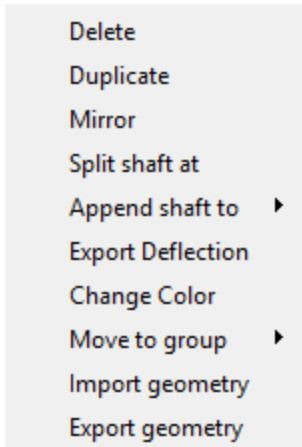 Delete
Duplicate
Mirror
Split shaft at
Append shaft to
Export Deflection
Change Color
Move to group
Import geometry
Export geometry